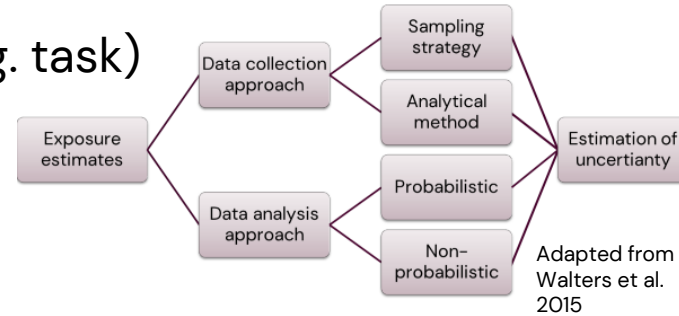 g. task)
Sampling
strategy
Data collection
approach
Analytical
method
Exposure
estimates
Estimation of
uncertianty
Probabilistic
Data analysis
approach
Non-
probabilistic
Adapted from
Walters et al.
2015